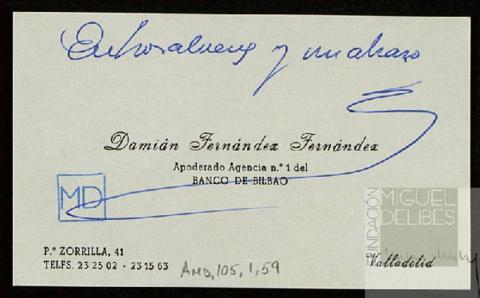 Enhorabuena y un abrazo
Damián Fernández Fernández
Apoderado Agencia n.º 1 del
BANCO DE BILBAO
MD
P.º ZORRILLA, 41
TELFS. 23 25 02 - 23 15 63
AMD, 105, 1, 59
Valladolid
FUNDACIÓN
MIGUEL
DELIBES